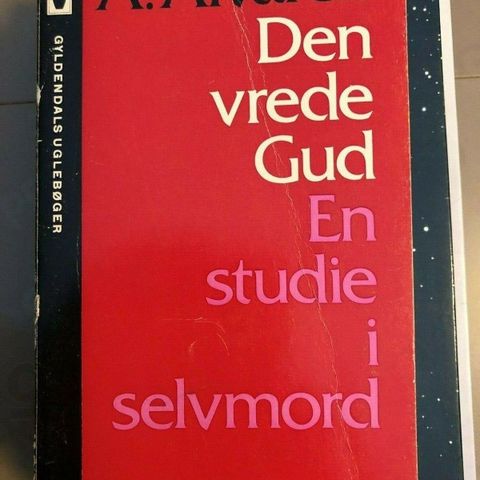 Den
vrede
Gud
En
studie
i
selvmord
GYLDENDALS UGLEBØGER